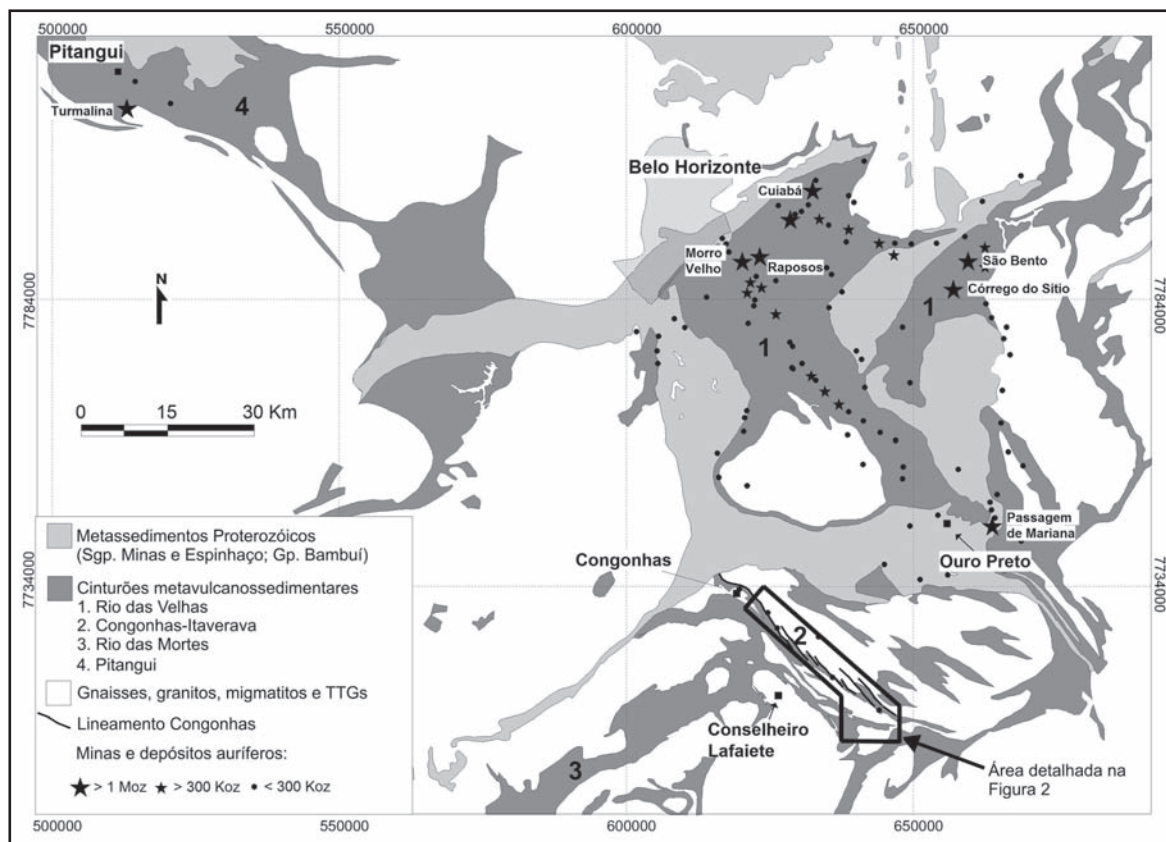 500000 550000 600000 650000
Pitangui
4
Turmalina
Belo Horizonte
Cuiabá
Morro
Velho
Raposos
São Bento
Córrego do Sítio
N
7784000
7784000
1
1
0 15 30 Km
Passagem
de Mariana
Ouro Preto
Congonhas
7734000
7734000
2
Conselheiro
Lafaiete
3
Área detalhada na
Figura 2
Metassedimentos Proterozóicos
(Sgp. Minas e Espinhaço; Gp. Bambuí)
Cinturões metavulcanossedimentares
1. Rio das Velhas
2. Congonhas-Itaverava
3. Rio das Mortes
4. Pitangui
Gnaisses, granitos, migmatitos e TTGs
Lineamento Congonhas
Minas e depósitos auríferos:
> 1 Moz > 300 Koz < 300 Koz
500000 550000 600000 650000